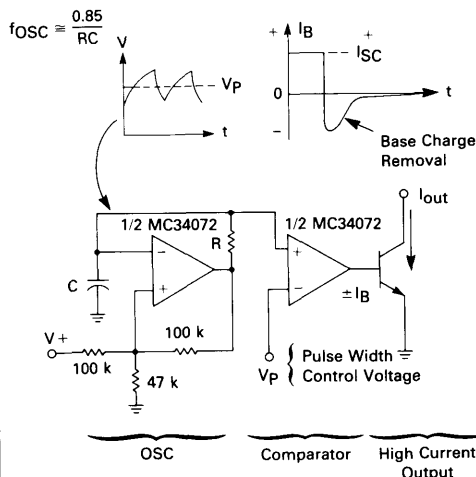 fOSC ≅ 0.85
RC
V
VP
t
+ IB
ISC+
0
t
−
Base Charge
Removal
Iout
1/2 MC34072
R
1/2 MC34072
−
+
+
−
C
± IB
V +
100 k
100 k
47 k
VP { Pulse Width
Control Voltage
OSC
Comparator
High Current
Output